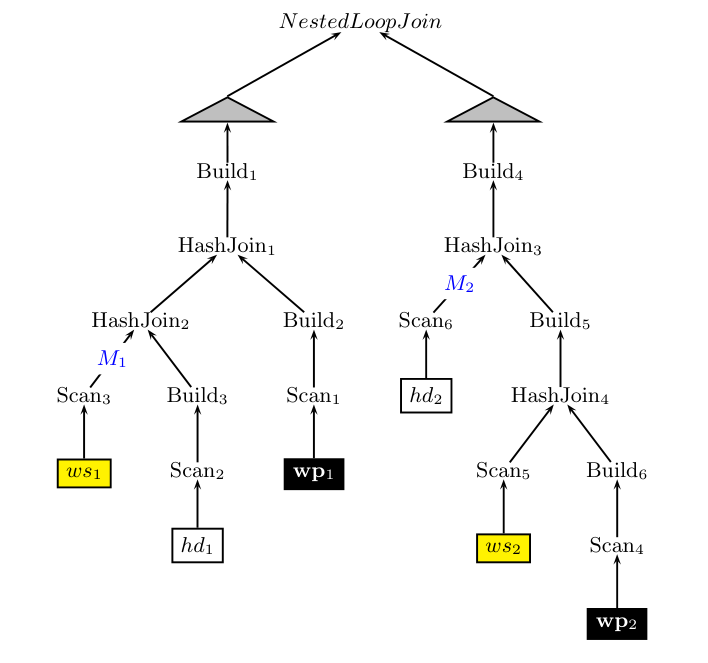 NestedLoopJoin
Build₁ Build₄
HashJoin₁ HashJoin₃
M₂
HashJoin₂ Build₂ Scan₆ Build₅
M₁
Scan₃ Build₃ Scan₁ hd₂ HashJoin₄
ws₁ Scan₂ wp₁ Scan₅ Build₆
hd₁ ws₂ Scan₄
wp₂